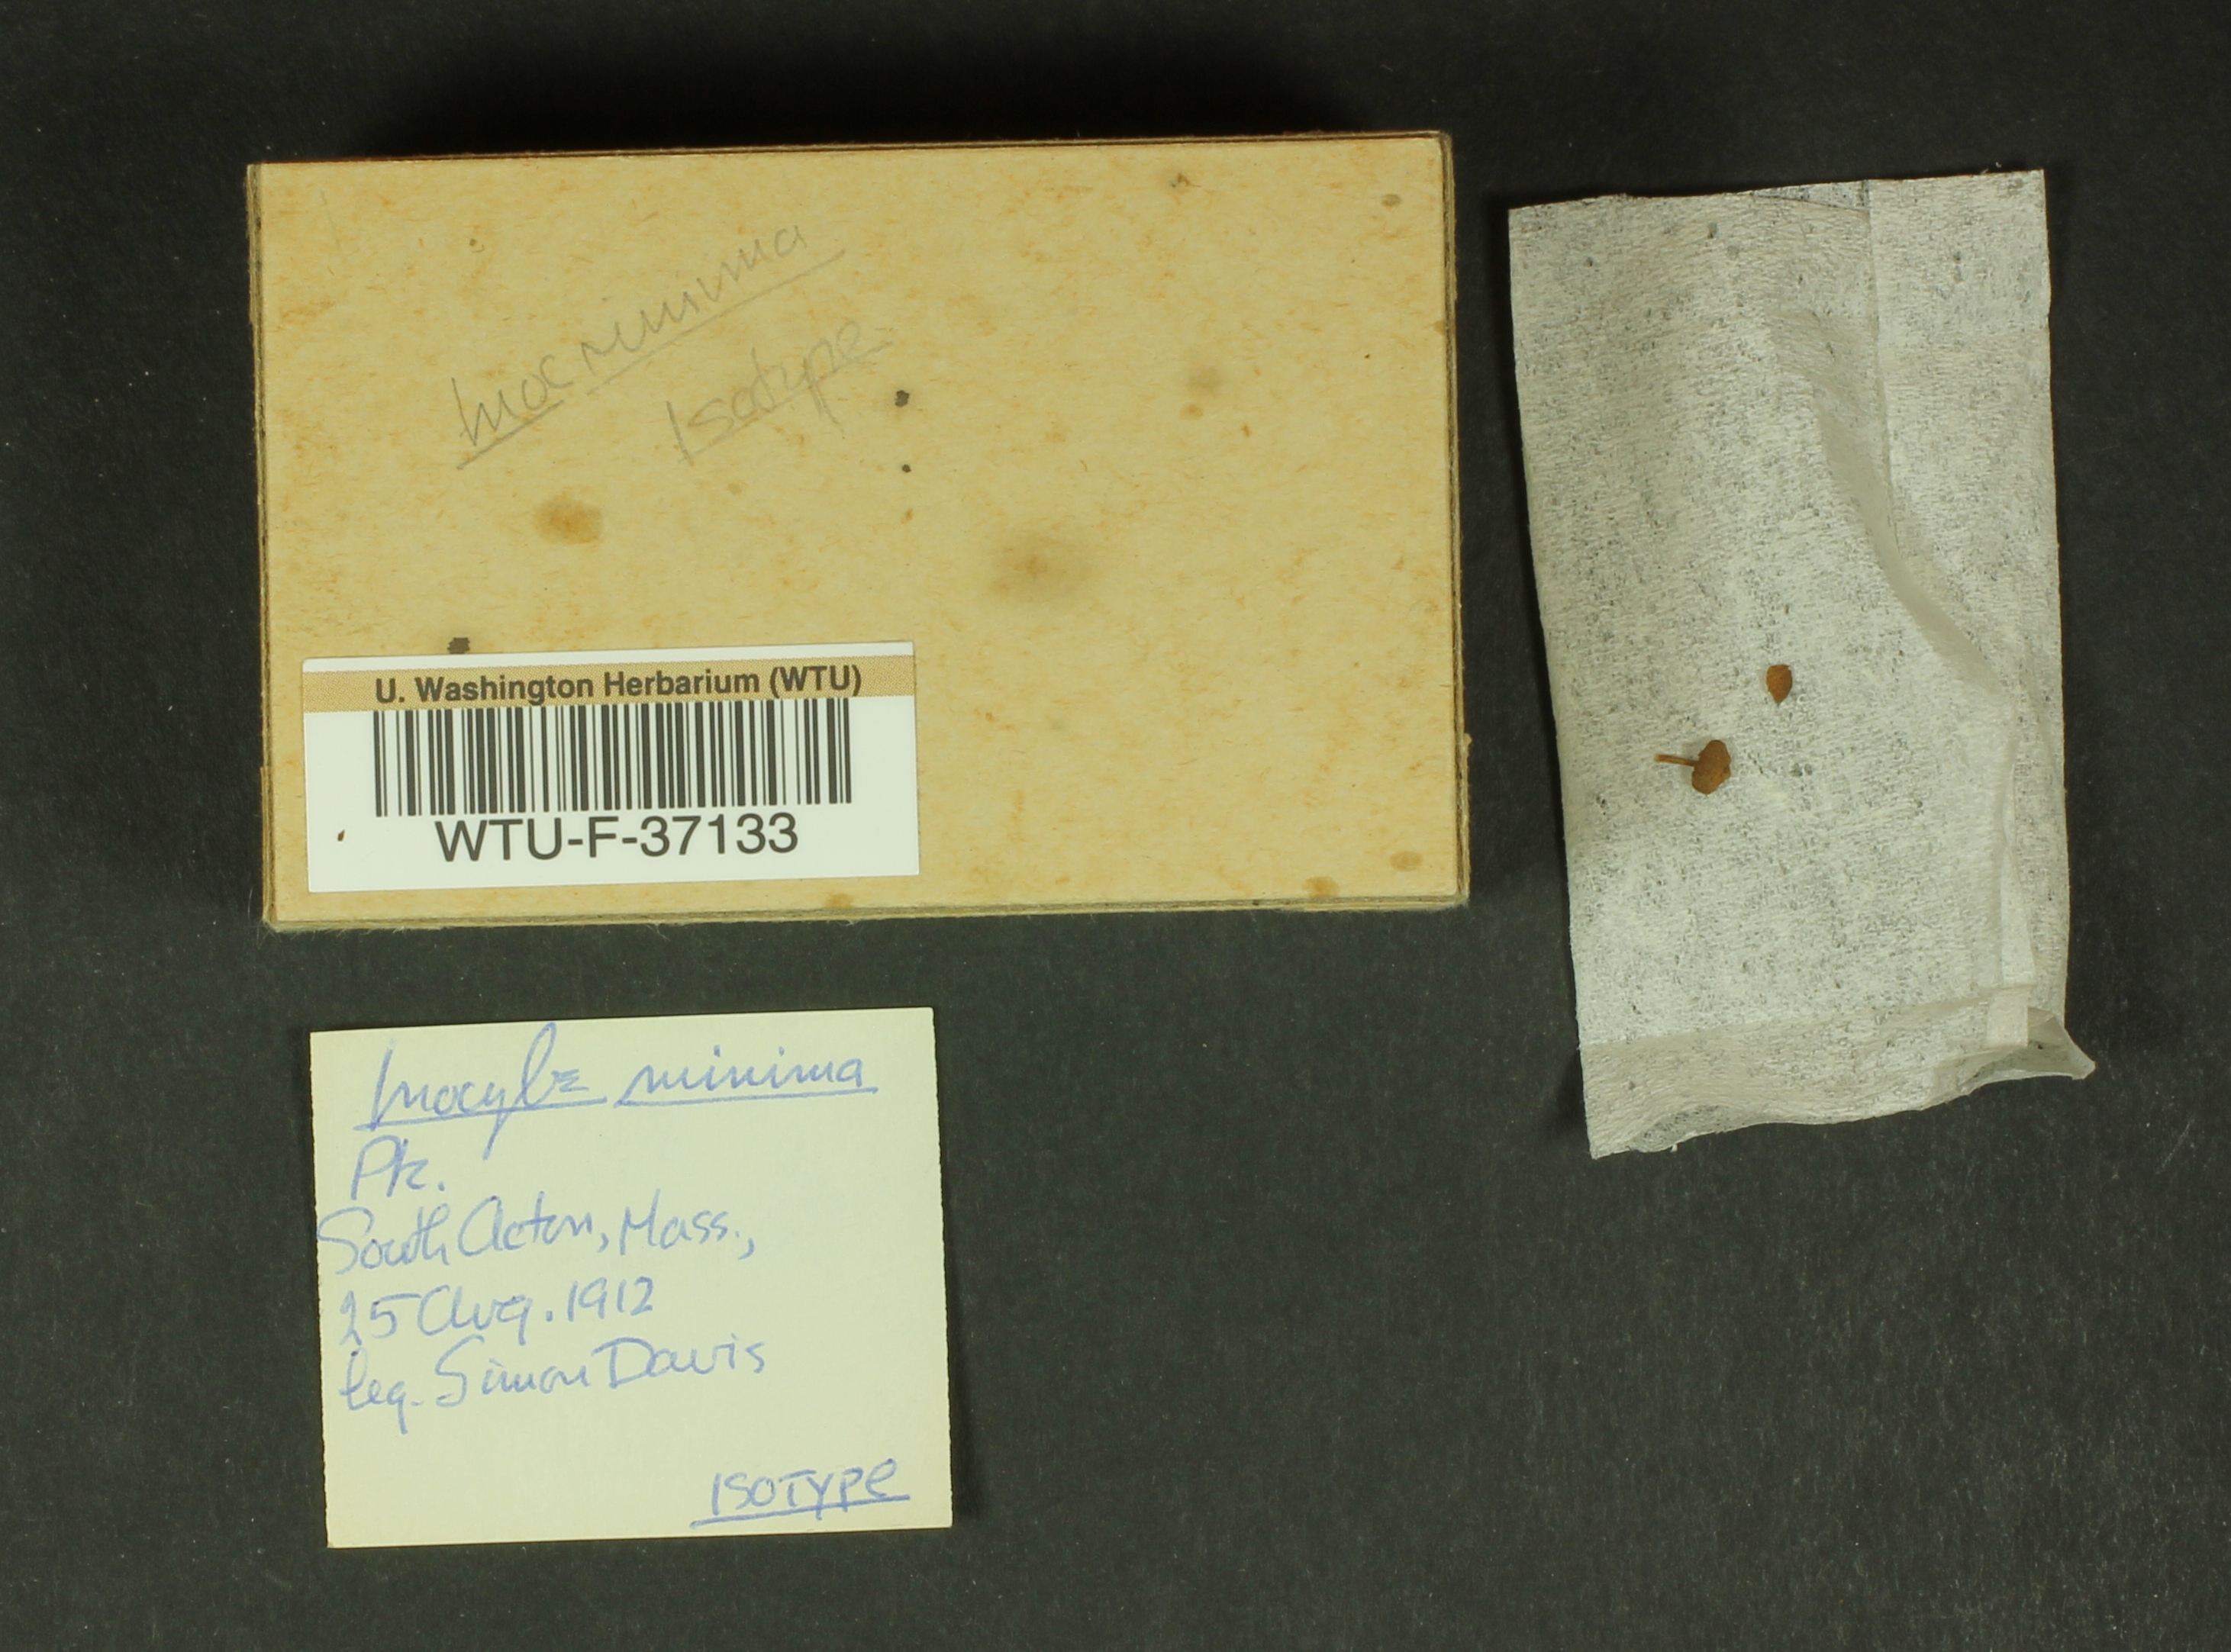 Inoc minima
Isotype
U. Washington Herbarium (WTU)
WTU-F-37133
Inocybe minima
Pk.
South Acton, Mass.,
25 Aug. 1912
leg. Simon Davis
ISOTYPE